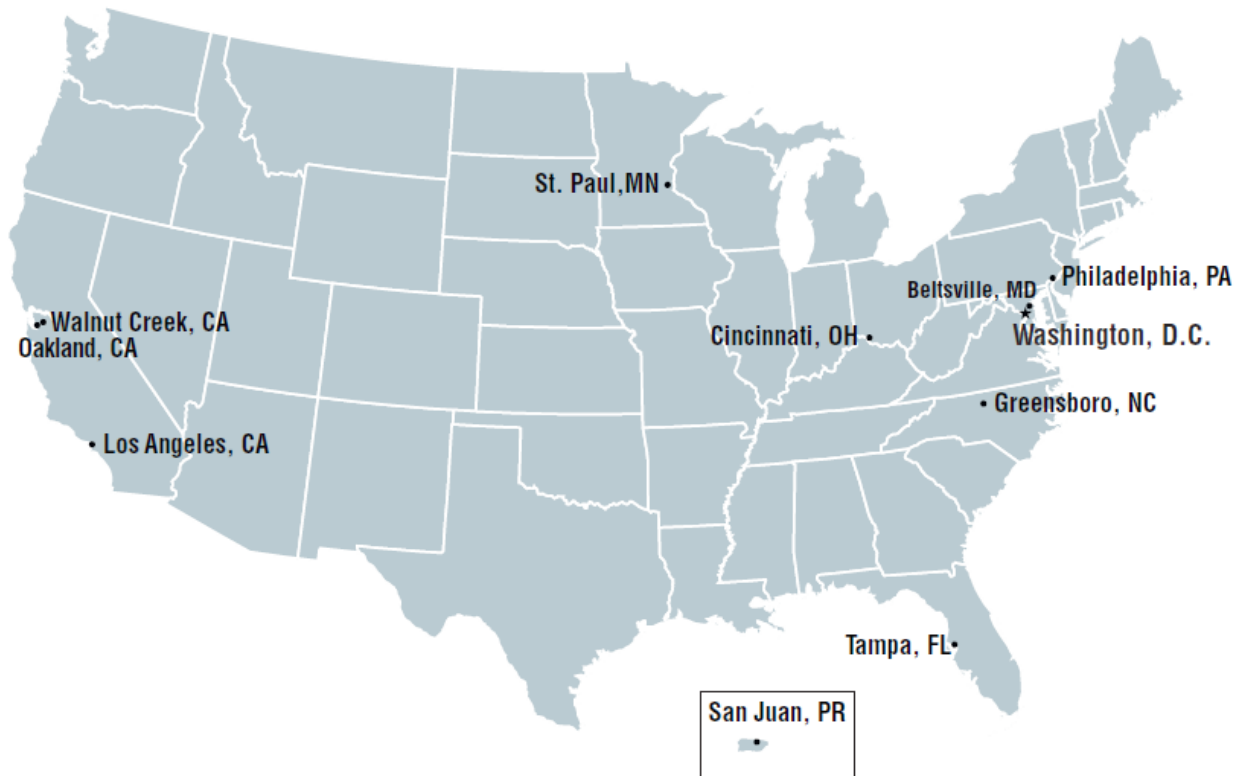 St. Paul,MN
Philadelphia, PA
Beltsville, MD
Walnut Creek, CA
Washington, D.C.
Cincinnati, OH
Oakland, CA
Greensboro, NC
Los Angeles, CA
Tampa, FL
San Juan, PR